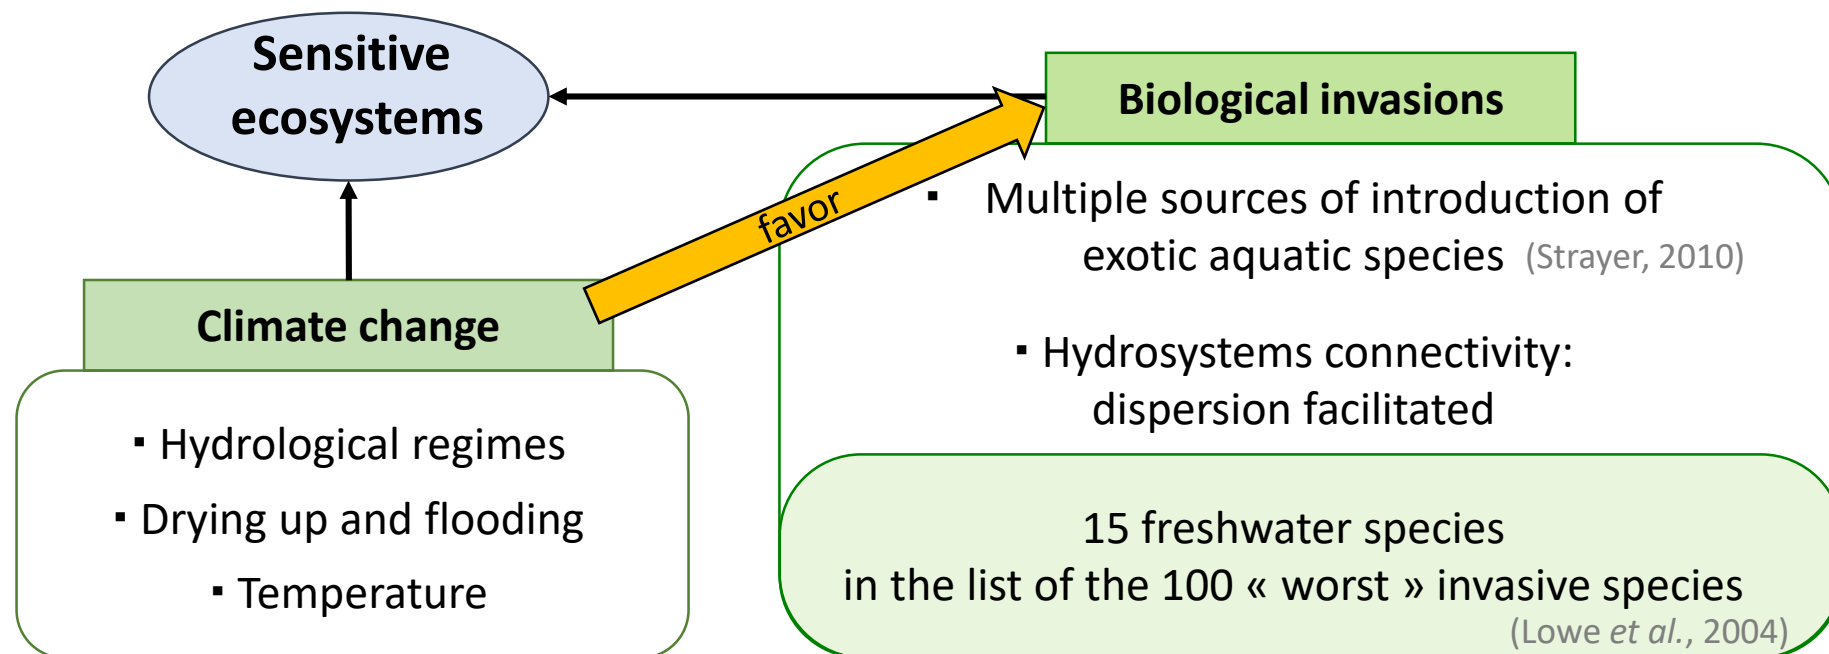 Sensitive
ecosystems
Biological invasions
favor
▪ Multiple sources of introduction of
exotic aquatic species (Strayer, 2010)
▪ Hydrosystems connectivity:
dispersion facilitated
15 freshwater species
in the list of the 100 « worst » invasive species
(Lowe et al., 2004)
Climate change
▪ Hydrological regimes
▪ Drying up and flooding
▪ Temperature